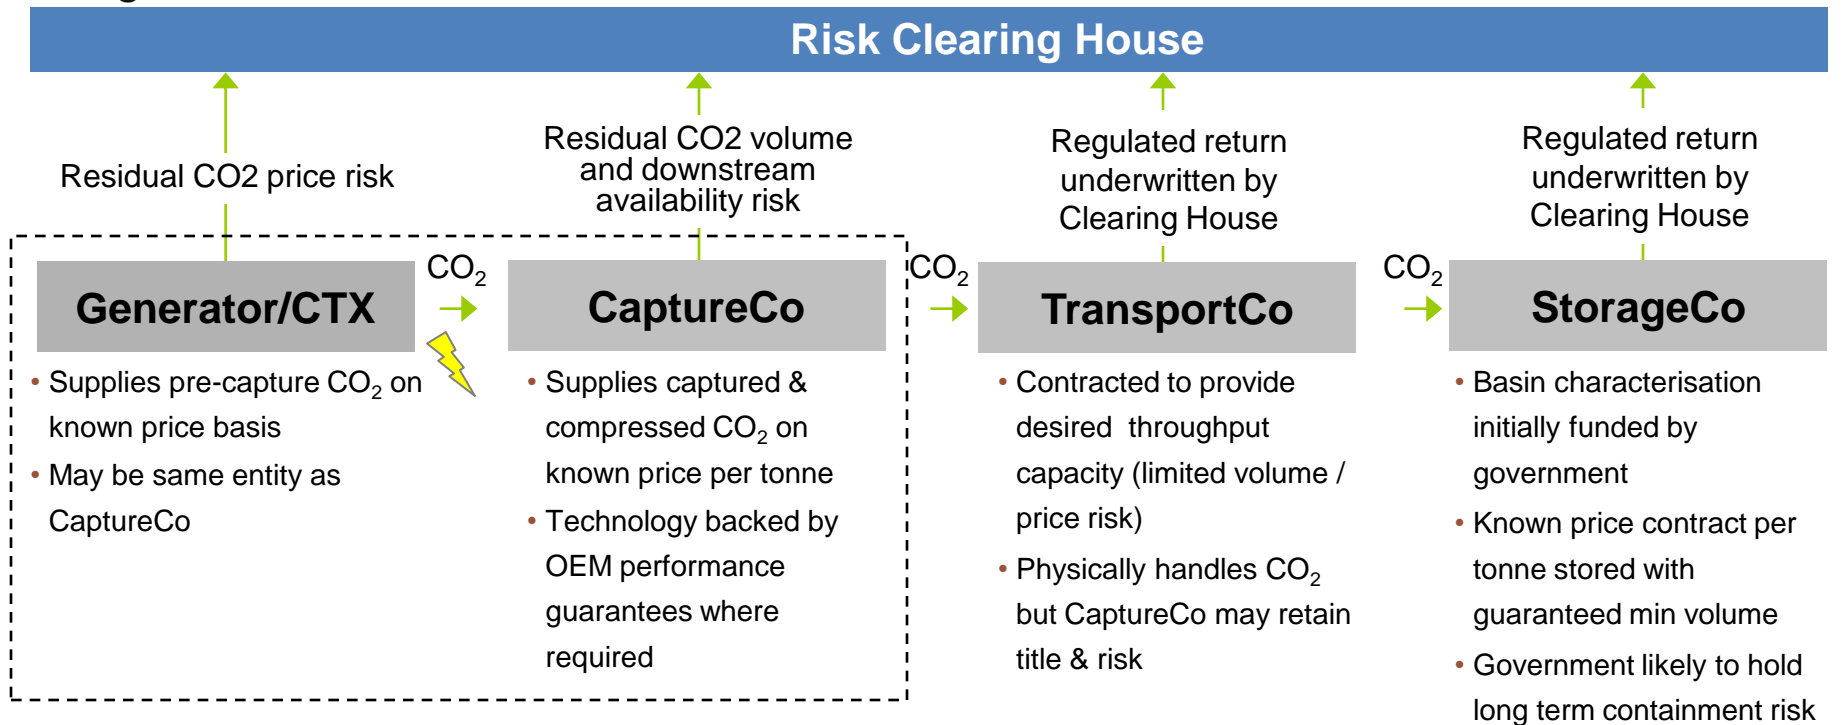 Risk Clearing House
Residual CO2 price risk
Residual CO2 volume
and downstream
availability risk
Regulated return
underwritten by
Clearing House
Regulated return
underwritten by
Clearing House
Generator/CTX
CO₂
CaptureCo
CO₂
TransportCo
CO₂
StorageCo
• Supplies pre-capture CO₂ on
known price basis
• May be same entity as
CaptureCo
• Supplies captured &
compressed CO₂ on
known price per tonne
• Technology backed by
OEM performance
guarantees where
required
• Contracted to provide
desired throughput
capacity (limited volume /
price risk)
• Physically handles CO₂
but CaptureCo may retain
title & risk
• Basin characterisation
initially funded by
government
• Known price contract per
tonne stored with
guaranteed min volume
• Government likely to hold
long term containment risk